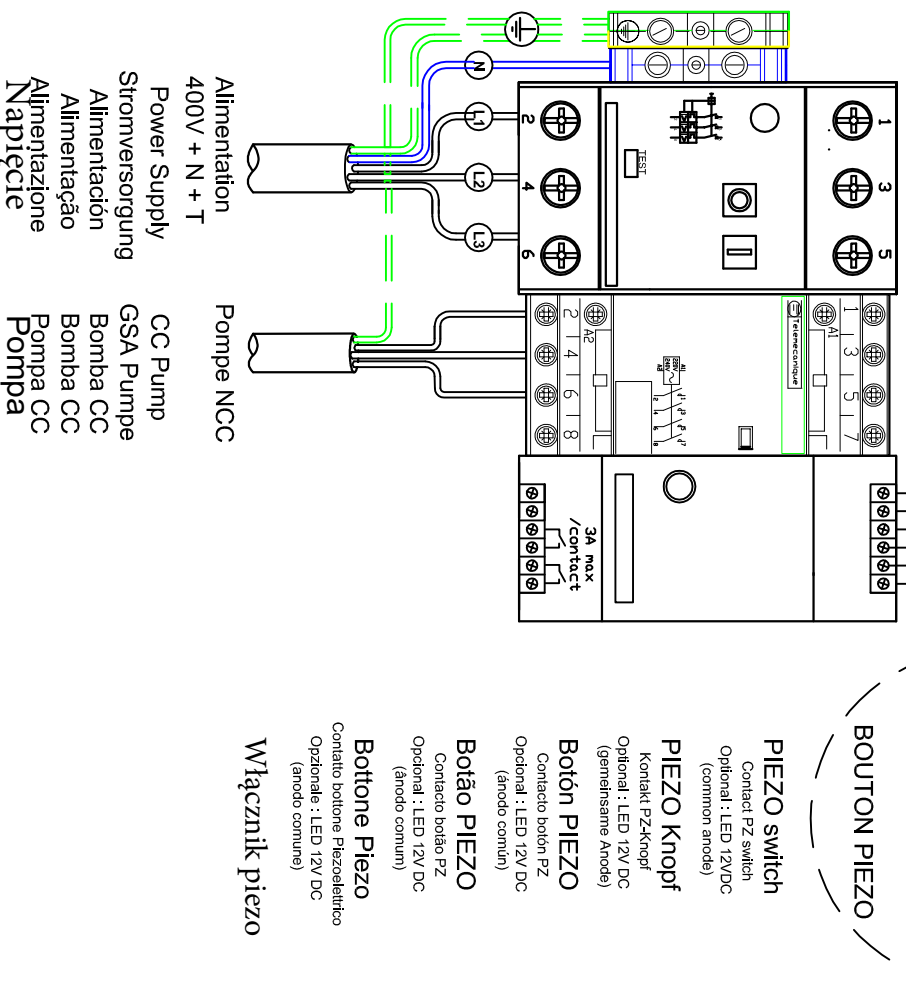 BOUTON PIEZO
PIEZO switch
Contact PZ switch
Optional : LED 12VDC
(common anode)
PIEZO Knopf
Kontakt PZ-Knopf
Optional : LED 12V DC
(gemeinsame Anode)
Botón PIEZO
Contacto botón PZ
Opcional : LED 12V DC
(ánodo común)
Botão PIEZO
Contacto botão PZ
Opcional : LED 12V DC
(ânodo comum)
Bottone Piezo
Contatto bottone Piezoelettrico
Opzionale : LED 12V DC
(anodo comune)
Włącznik piezo
1 3 5
TEST
2 4 6
A1
1 3 5 7
Telemecanique
A2
2 4 6 8
3A max
/contact
N
L1
L2
L3
Alimentation
400V + N + T
Power Supply
Stromversorgung
Alimentación
Alimentação
Alimentazione
Napięcie
Pompe NCC
CC Pump
GSA Pumpe
Bomba CC
Bomba CC
Pompa CC
Pompa